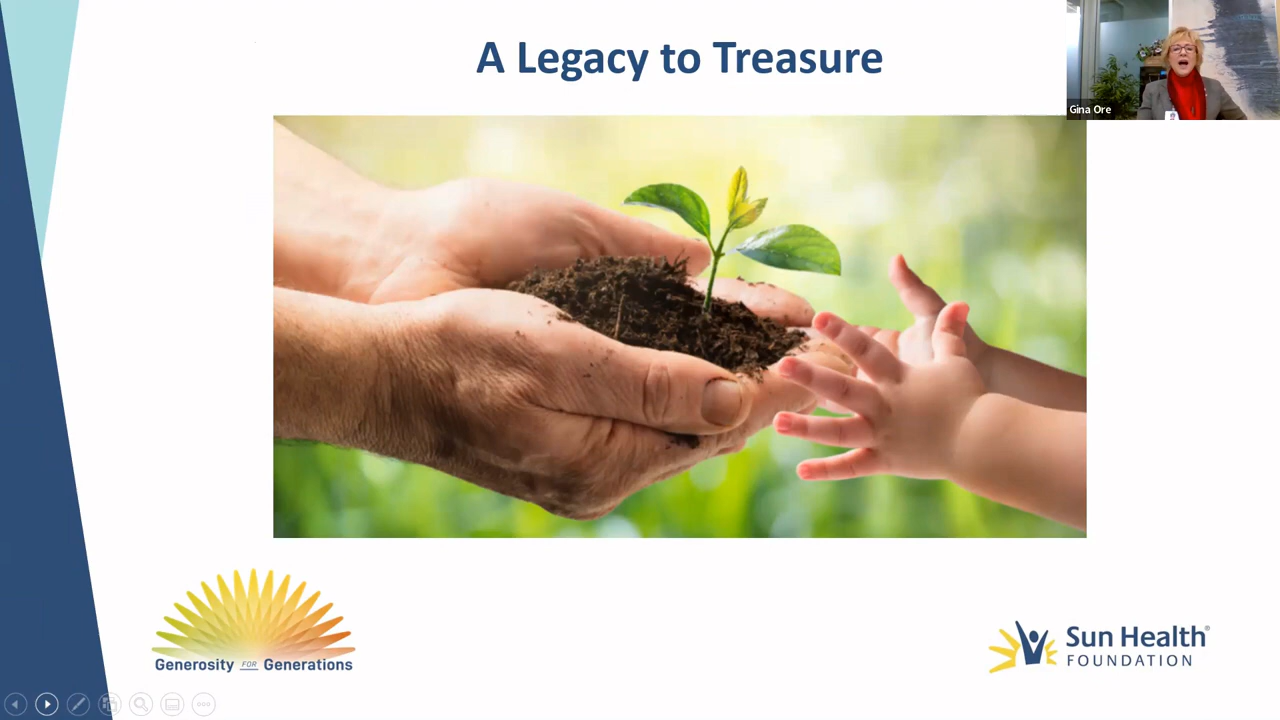 A Legacy to Treasure
Gina Ore
Generosity FOR Generations
Sun Health®
FOUNDATION